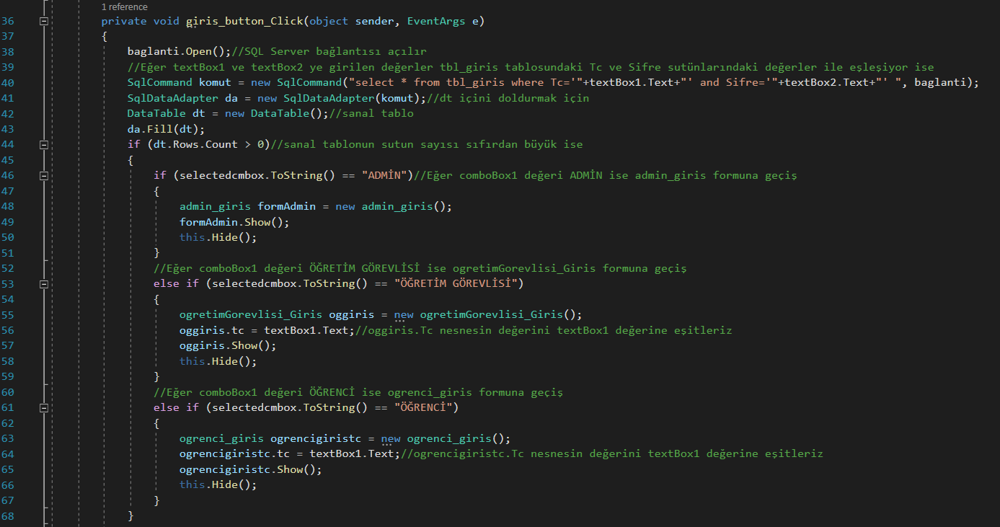 1 reference
36 private void giris_button_Click(object sender, EventArgs e)
37 {
38 baglanti.Open();//SQL Server bağlantısı açılır
39 //Eğer textBox1 ve textBox2 ye girilen değerler tbl_giris tablosundaki Tc ve Sifre sutünlarındaki değerler ile eşleşiyor ise
40 SqlCommand komut = new SqlCommand("select * from tbl_giris where Tc='"+textBox1.Text+"' and Sifre='"+textBox2.Text+"' ", baglanti);
41 SqlDataAdapter da = new SqlDataAdapter(komut);//dt içini doldurmak için
42 DataTable dt = new DataTable();//sanal tablo
43 da.Fill(dt);
44 if (dt.Rows.Count > 0)//sanal tablonun sutun sayısı sıfırdan büyük ise
45 {
46 if (selectedcmbox.ToString() == "ADMİN")//Eğer comboBox1 değeri ADMİN ise admin_giris formuna geçiş
47 {
48 admin_giris formAdmin = new admin_giris();
49 formAdmin.Show();
50 this.Hide();
51 }
52 //Eğer comboBox1 değeri ÖĞRETİM GÖREVLİSİ ise ogretimGorevlisi_Giris formuna geçiş
53 else if (selectedcmbox.ToString() == "ÖĞRETİM GÖREVLİSİ")
54 {
55 ogretimGorevlisi_Giris oggiris = new ogretimGorevlisi_Giris();
56 oggiris.tc = textBox1.Text;//oggiris.Tc nesnesin değerini textBox1 değerine eşitleriz
57 oggiris.Show();
58 this.Hide();
59 }
60 //Eğer comboBox1 değeri ÖĞRENCİ ise ogrenci_giris formuna geçiş
61 else if (selectedcmbox.ToString() == "ÖĞRENCİ")
62 {
63 ogrenci_giris ogrencigiristc = new ogrenci_giris();
64 ogrencigiristc.tc = textBox1.Text;//ogrencigiristc.Tc nesnesin değerini textBox1 değerine eşitleriz
65 ogrencigiristc.Show();
66 this.Hide();
67 }
68 }